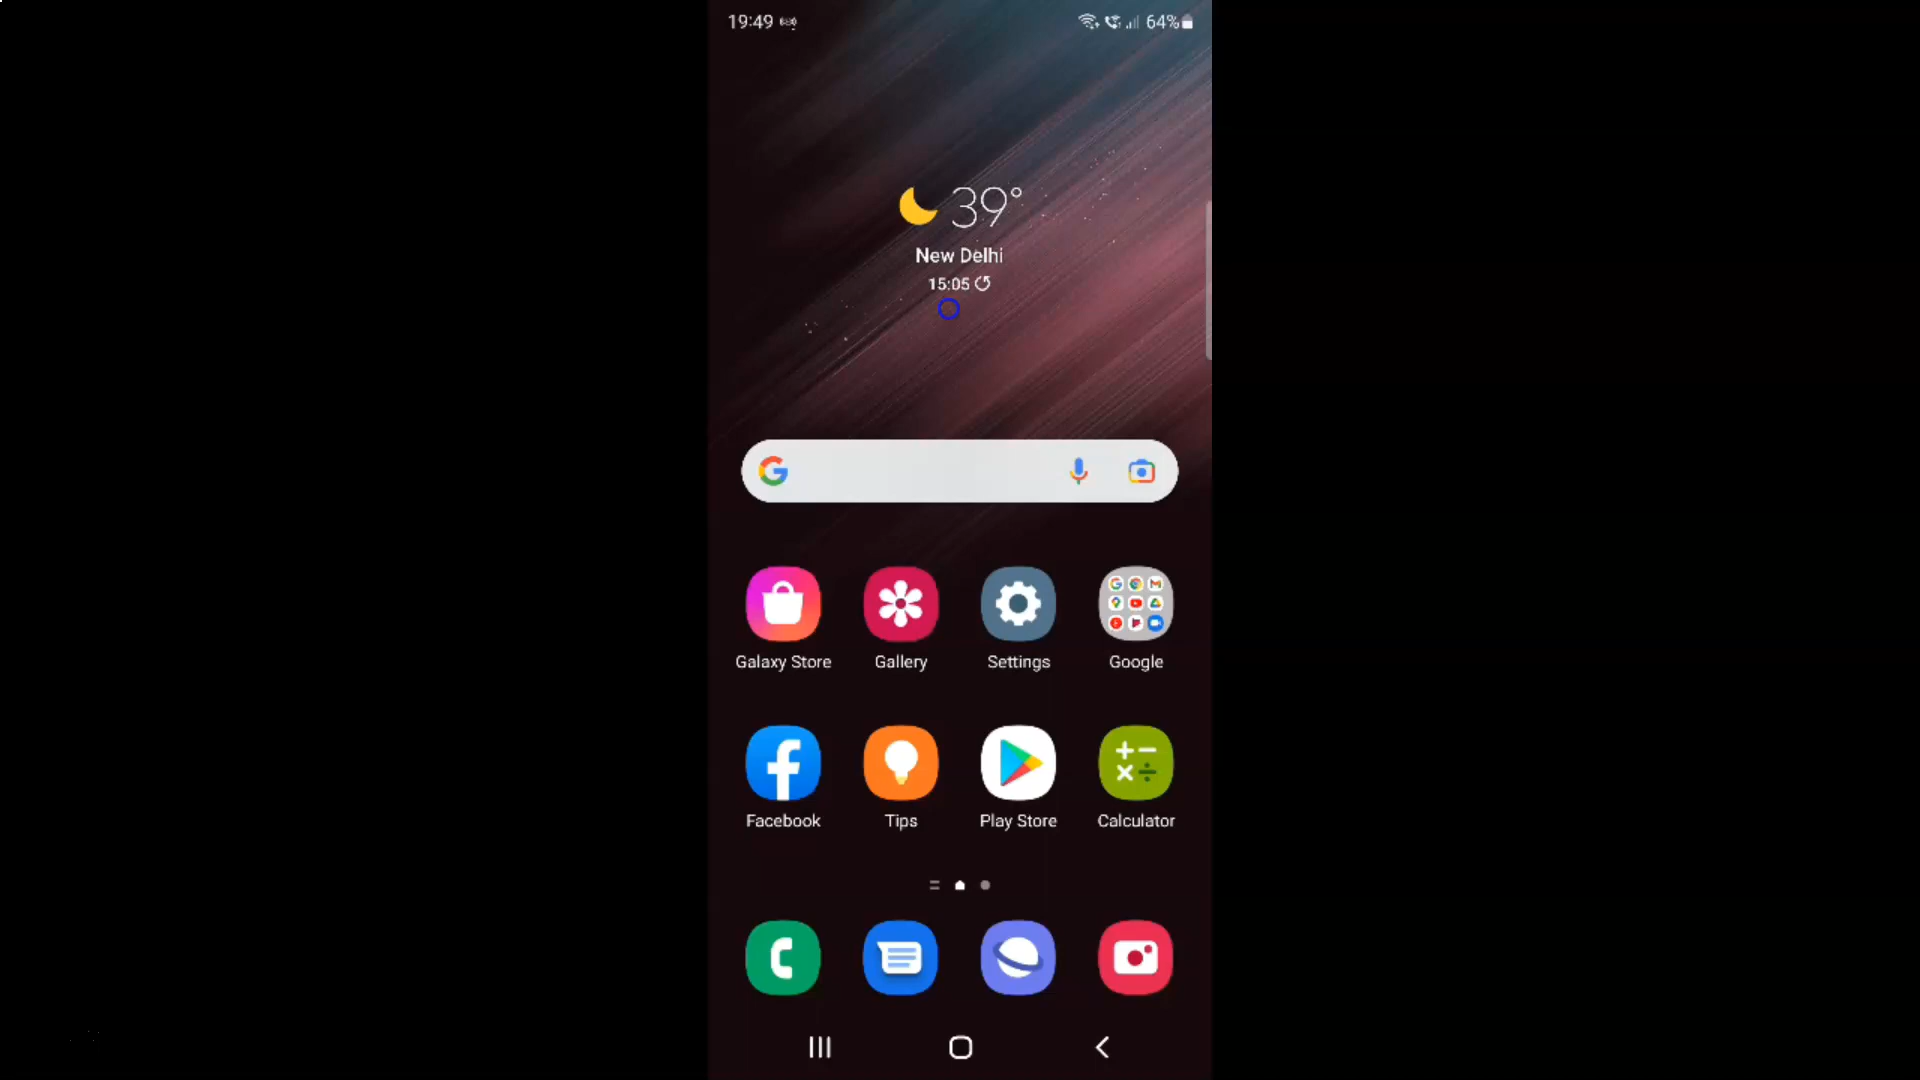 19:49 64%
39°
New Delhi
15:05
Galaxy Store Gallery Settings Google
Facebook Tips Play Store Calculator